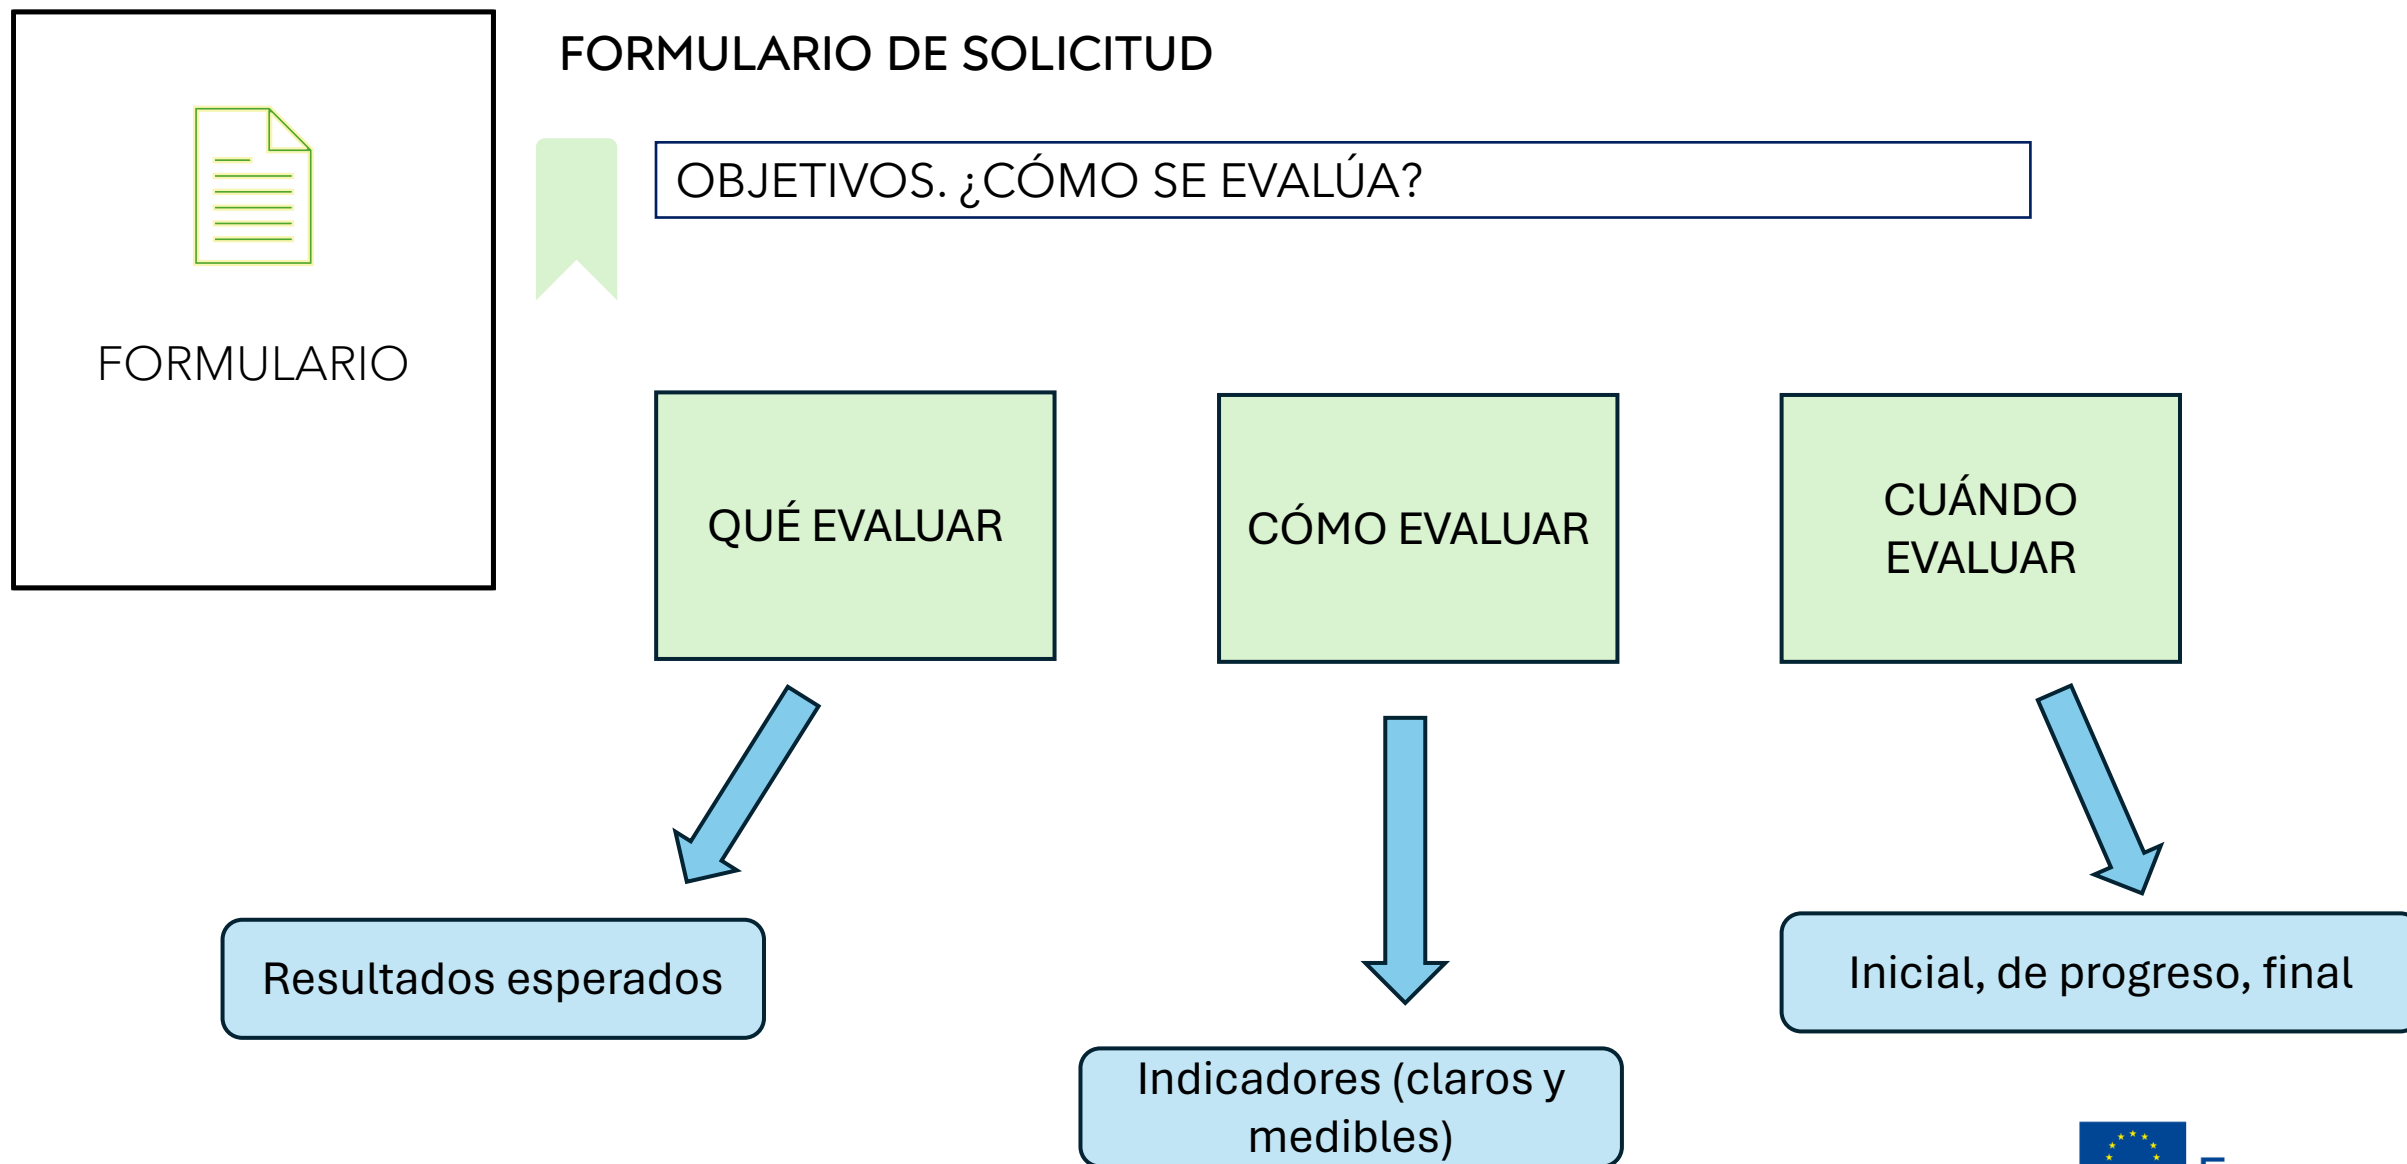 FORMULARIO DE SOLICITUD
OBJETIVOS. ¿CÓMO SE EVALÚA?
FORMULARIO
QUÉ EVALUAR
CÓMO EVALUAR
CUÁNDO
EVALUAR
Resultados esperados
Inicial, de progreso, final
Indicadores (claros y
medibles)